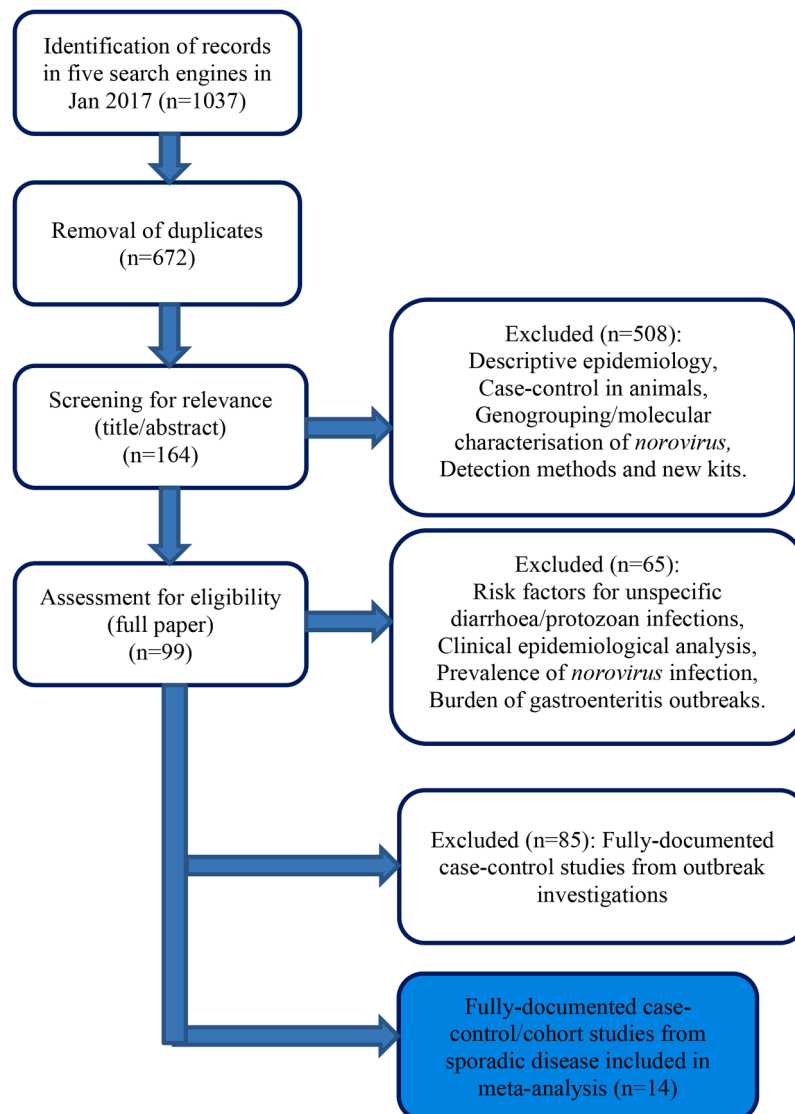 Identification of records
in five search engines in
Jan 2017 (n=1037)
Removal of duplicates
(n=672)
Screening for relevance
(title/abstract)
(n=164)
Excluded (n=508):
Descriptive epidemiology,
Case-control in animals,
Genogrouping/molecular
characterisation of norovirus,
Detection methods and new kits.
Assessment for eligibility
(full paper)
(n=99)
Excluded (n=65):
Risk factors for unspecific
diarrhoea/protozoan infections,
Clinical epidemiological analysis,
Prevalence of norovirus infection,
Burden of gastroenteritis outbreaks.
Excluded (n=85): Fully-documented
case-control studies from outbreak
investigations
Fully-documented case-
control/cohort studies from
sporadic disease included in
meta-analysis (n=14)